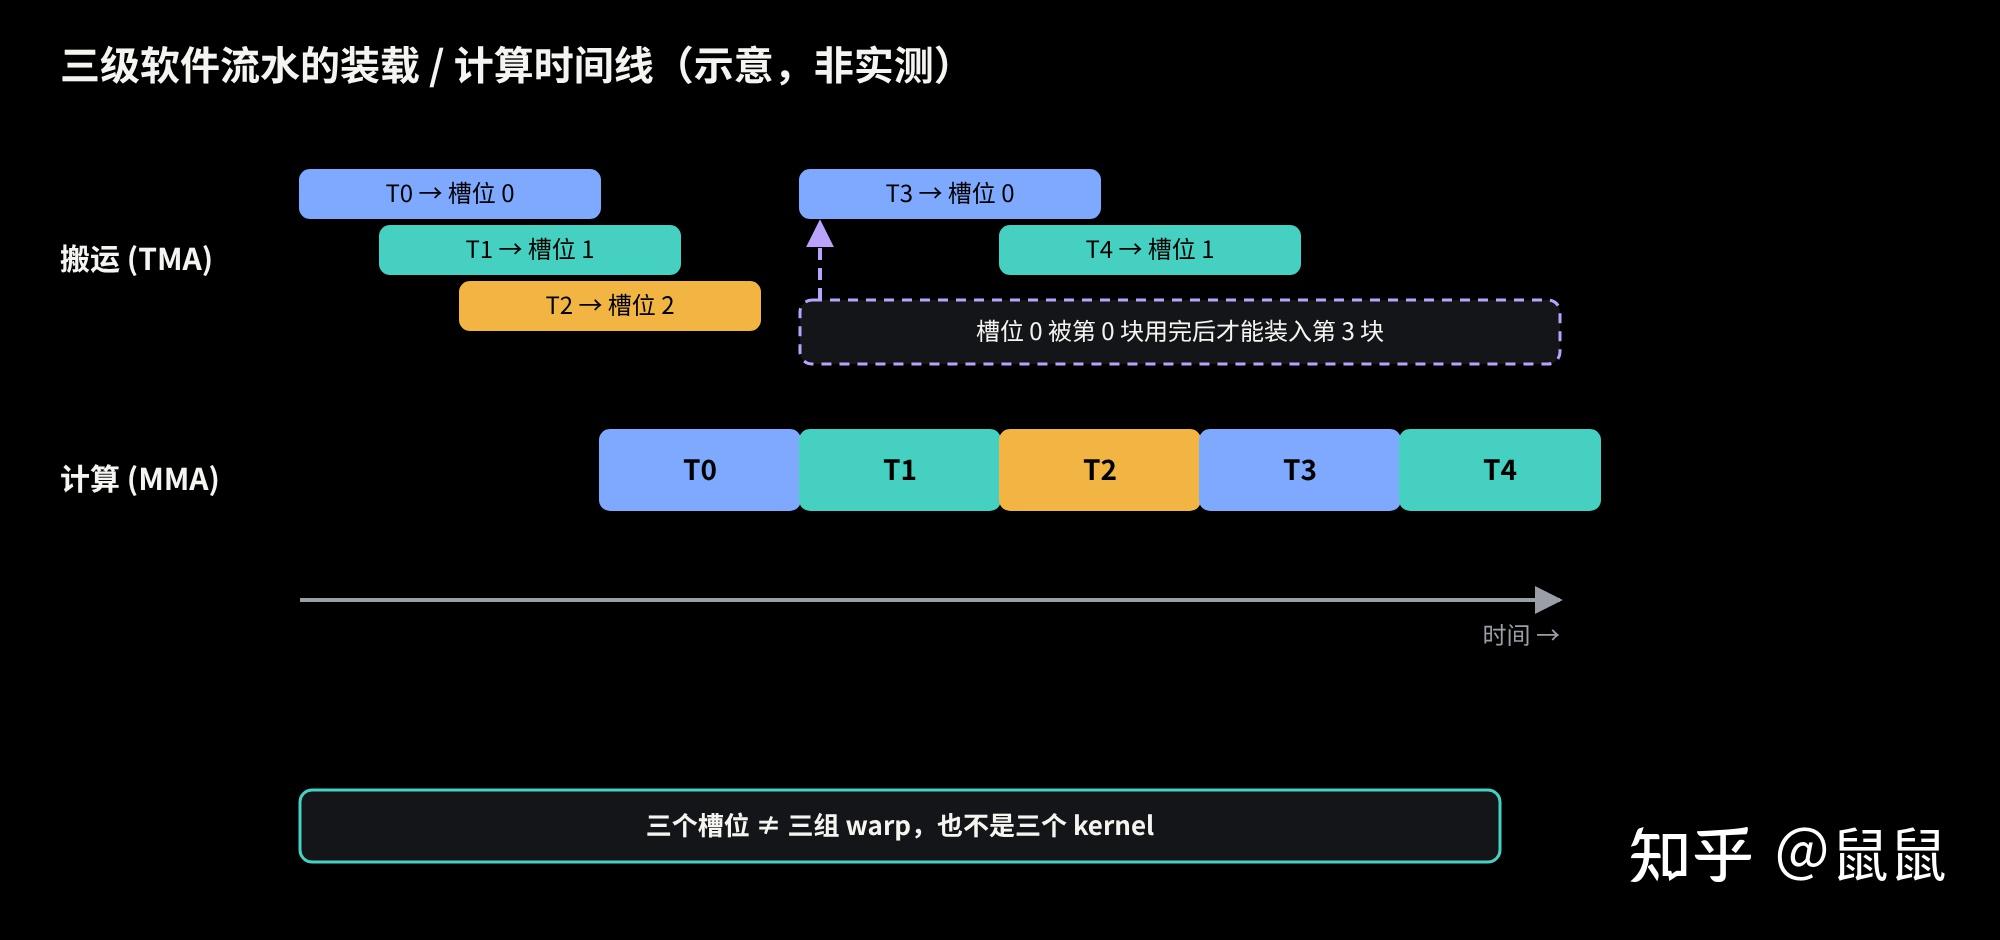 三级软件流水的装载 / 计算时间线（示意，非实测）
T0 → 槽位 0
T3 → 槽位 0
T1 → 槽位 1
T4 → 槽位 1
搬运 (TMA)
T2 → 槽位 2
槽位 0 被第 0 块用完后才能装入第 3 块
计算 (MMA)
T0
T1
T2
T3
T4
时间 →
三个槽位 ≠ 三组 warp，也不是三个 kernel
知乎 @鼠鼠